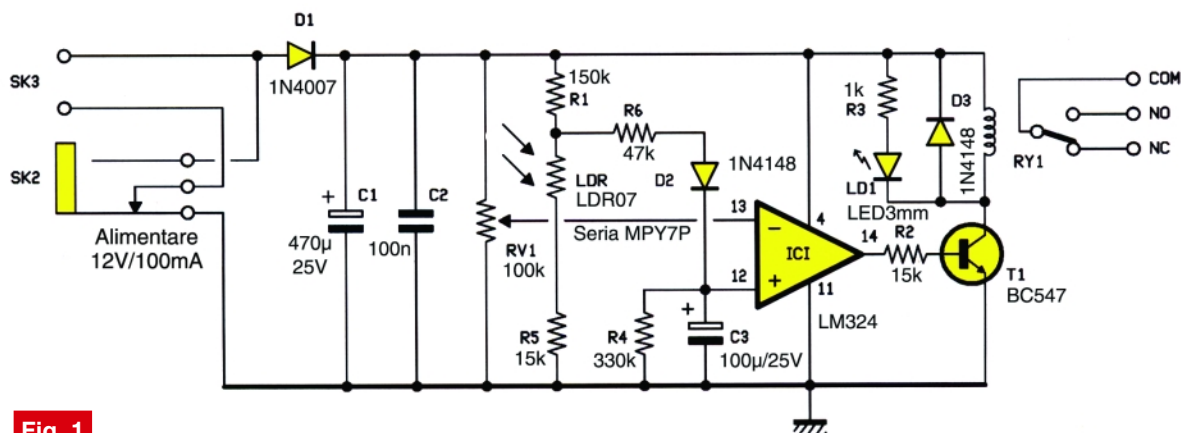 D1
1N4007
SK3
SK2
Alimentare
12V/100mA
+
C1
470µ
25V
C2
100n
RV1
100k
150k
R1
LDR
LDR07
R5
15k
R6
47k
D2
1N4148
Seria MPY7P
13
12
−
+
IC1
4
11
14
LM324
R4
330k
+
C3
100µ/25V
1k
R3
LD1
LED3mm
D3
1N4148
R2
15k
T1
BC547
RY1
COM
NO
NC
Fig. 1